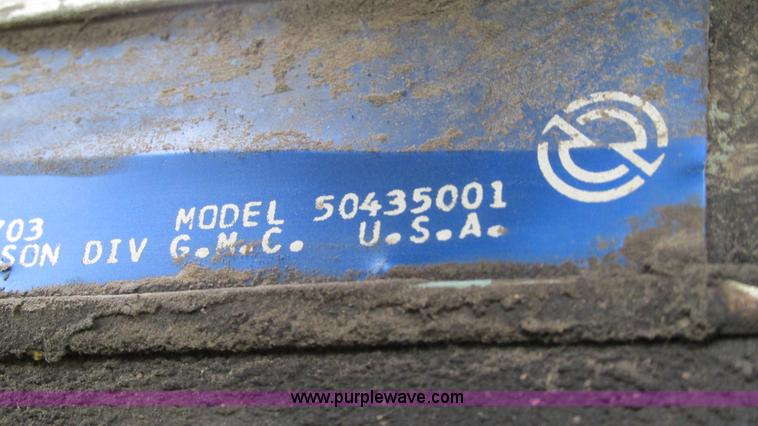 703 MODEL 50435001
SON DIV G.M.C. U.S.A.
www.purplewave.com